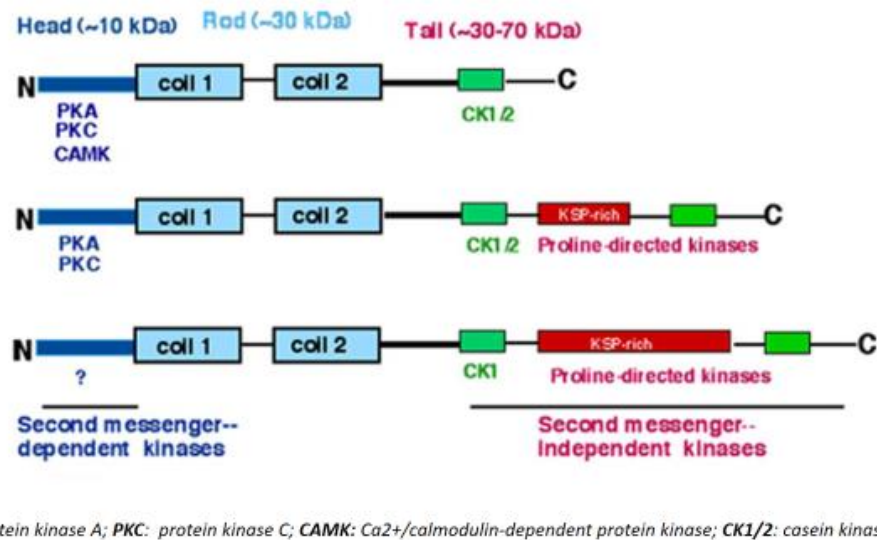 Head (~10 kDa) Rod (~30 kDa) Tail (~30-70 kDa)
N coil 1 coil 2 C
PKA CK1/2
PKC
CAMK
N coil 1 coil 2 KSP-rich C
PKA CK1/2 Proline-directed kinases
PKC
N coil 1 coil 2 KSP-rich C
? CK1 Proline-directed kinases
Second messenger-- Second messenger--
dependent kinases independent kinases
tein kinase A; PKC: protein kinase C; CAMK: Ca2+/calmodulin-dependent protein kinase; CK1/2: casein kinas